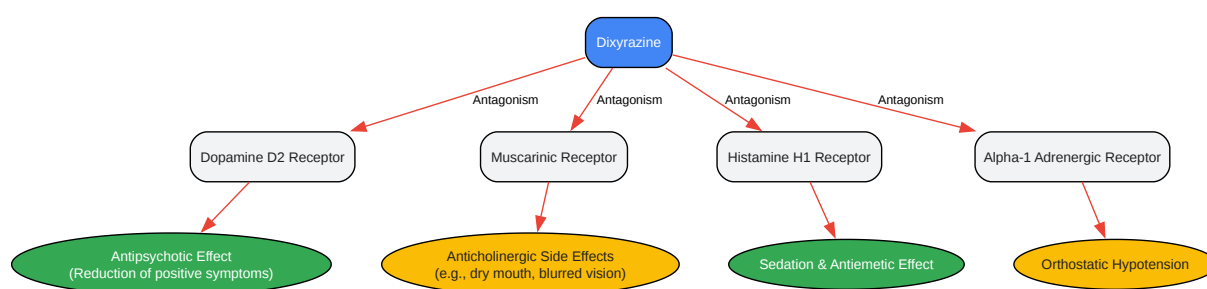 Dixyrazine
Antagonism
Antagonism
Antagonism
Antagonism
Dopamine D2 Receptor
Muscarinic Receptor
Histamine H1 Receptor
Alpha-1 Adrenergic Receptor
Antipsychotic Effect
(Reduction of positive symptoms)
Anticholinergic Side Effects
(e.g., dry mouth, blurred vision)
Sedation & Antiemetic Effect
Orthostatic Hypotension